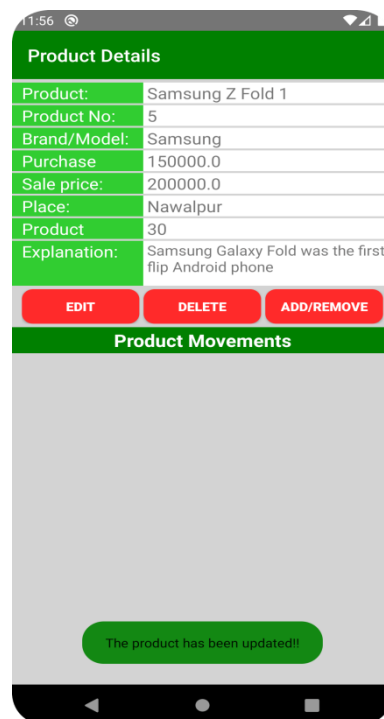 11:56
Product Details
Product: Samsung Z Fold 1
Product No: 5
Brand/Model: Samsung
Purchase 150000.0
Sale price: 200000.0
Place: Nawalpur
Product 30
Explanation: Samsung Galaxy Fold was the first
flip Android phone
EDIT DELETE ADD/REMOVE
Product Movements
The product has been updated!!